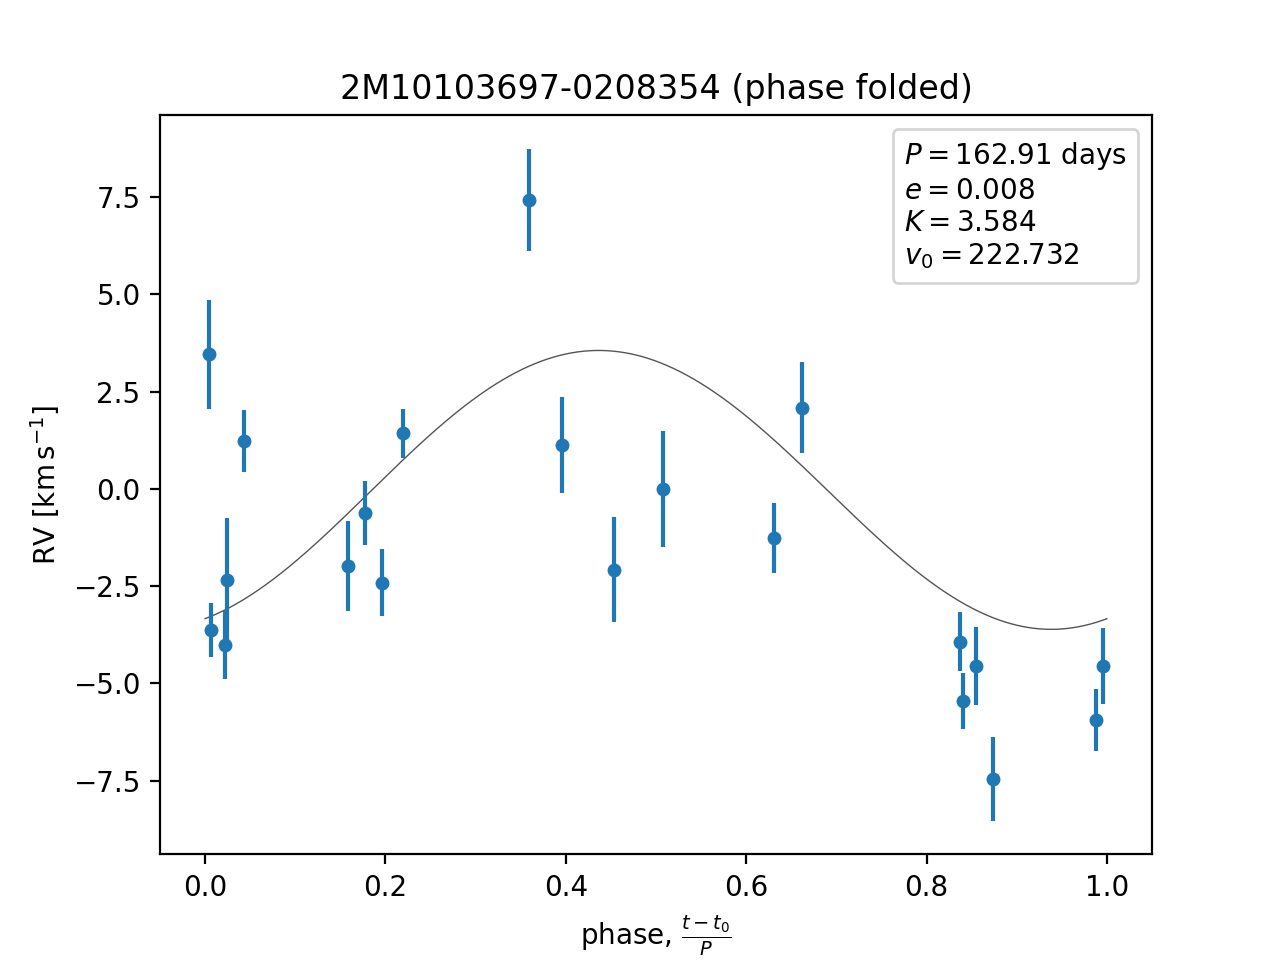 2M10103697-0208354 (phase folded)
P = 162.91 days
e = 0.008
K = 3.584
v₀ = 222.732
7.5
5.0
2.5
0.0
−2.5
−5.0
−7.5
RV [km s⁻¹]
0.0 0.2 0.4 0.6 0.8 1.0
phase, (t − t₀)/P